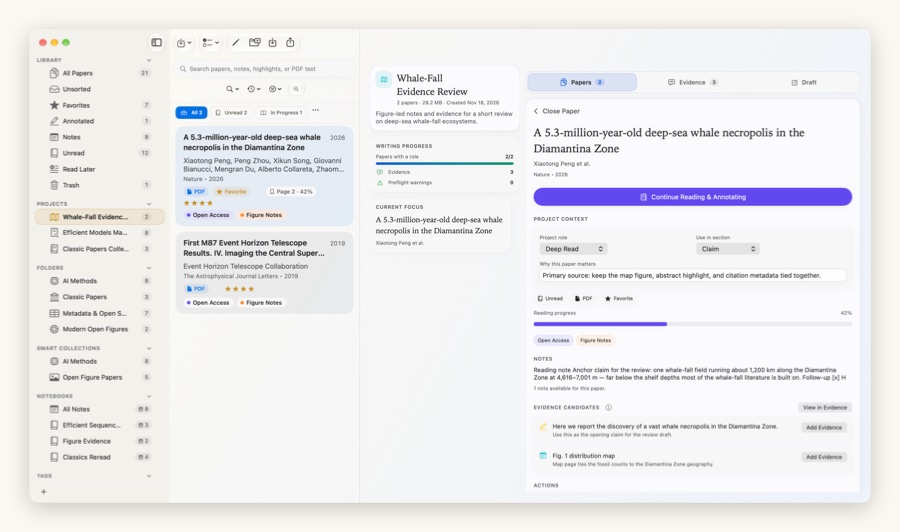 LIBRARY
All Papers 21
Unsorted
Favorites 7
Annotated 1
Notes 8
Unread 12
Read Later
Trash 1
PROJECTS
Whale-Fall Evidenc... 2
Efficient Models Ma... 8
Classic Papers Colle... 3
FOLDERS
AI Methods 8
Classic Papers 3
Metadata & Open S... 7
Modern Open Figures 2
SMART COLLECTIONS
AI Methods 8
Open Figure Papers 5
NOTEBOOKS
All Notes 6
Efficient Sequenc... 3
Figure Evidence 2
Classics Reread 4
TAGS
Search papers, notes, highlights, or PDF text
All 2 Unread 2 In Progress 1 ...
A 5.3-million-year-old deep-sea whale 2026
necropolis in the Diamantina Zone
Xiaotong Peng, Peng Zhou, Xikun Song, Giovanni
Bianucci, Mengran Du, Alberto Collareta, Zhaom...
Nature • 2026
PDF Favorite Page 2 · 42%
Open Access Figure Notes
First M87 Event Horizon Telescope 2019
Results. IV. Imaging the Central Super...
Event Horizon Telescope Collaboration
The Astrophysical Journal Letters • 2019
PDF
Open Access Figure Notes
Whale-Fall
Evidence Review
2 papers · 28.2 MB · Created Nov 18, 2026
Figure-led notes and evidence for a short review
on deep-sea whale-fall ecosystems.
WRITING PROGRESS
Papers with a role 2/2
Evidence 3
Preflight warnings 0
CURRENT FOCUS
A 5.3-million-year-old deep-sea whale
necropolis in the Diamantina Zone
Xiaotong Peng et al.
Papers 2 Evidence 3 Draft
Close Paper
A 5.3-million-year-old deep-sea whale necropolis in the
Diamantina Zone
Xiaotong Peng et al.
Nature • 2026
Continue Reading & Annotating
PROJECT CONTEXT
Project role Use in section
Deep Read Claim
Why this paper matters
Primary source: keep the map figure, abstract highlight, and citation metadata tied together.
Unread PDF Favorite
Reading progress 42%
Open Access Figure Notes
NOTES
Reading note Anchor claim for the review: one whale-fall field running about 1,200 km along the Diamantina
Zone at 4,616–7,001 m — far below the shelf depths most of the whale-fall literature is built on. Follow-up [x] H
1 note available for this paper.
EVIDENCE CANDIDATES View in Evidence
Here we report the discovery of a vast whale necropolis in the Diamantina Zone. Add Evidence
Use this as the opening claim for the review draft.
Fig. 1 distribution map Add Evidence
Map page ties the fossil counts to the Diamantina Zone geography.
ACTIONS